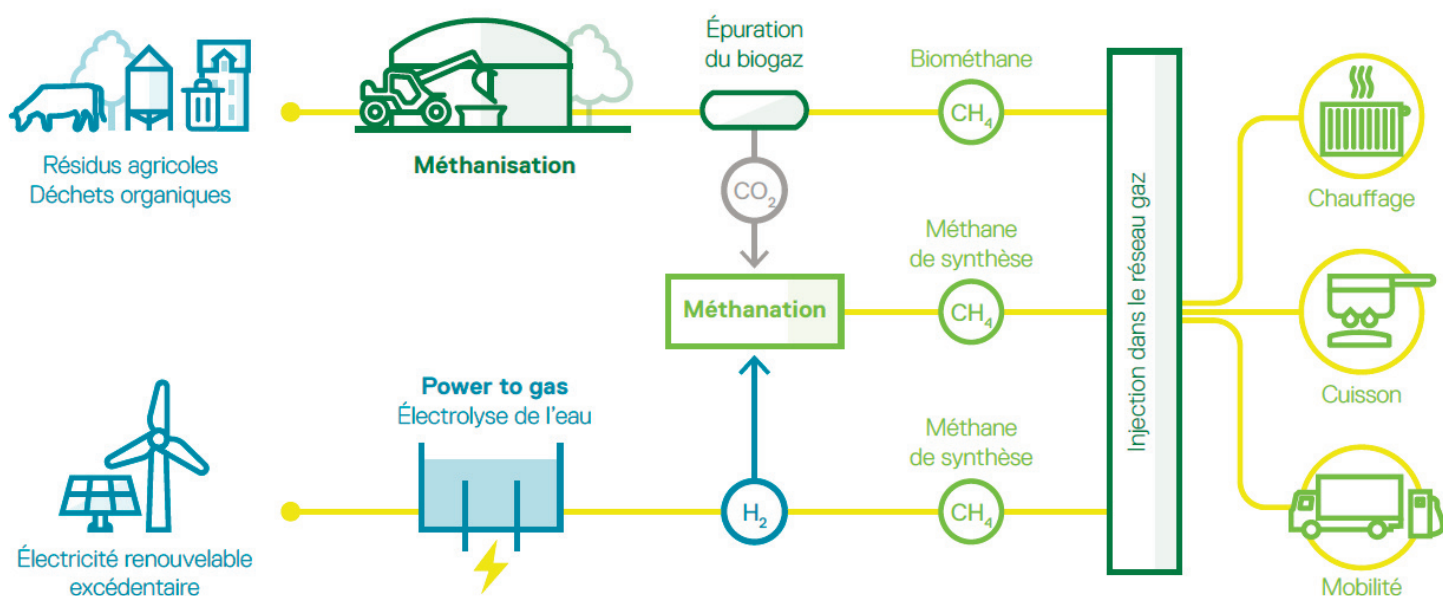 Résidus agricoles
Déchets organiques
Méthanisation
Épuration
du biogaz
CO₂
Biométhane
CH₄
Méthanation
Méthane
de synthèse
CH₄
Électricité renouvelable
excédentaire
Power to gas
Électrolyse de l'eau
H₂
Méthane
de synthèse
CH₄
Injection dans le réseau gaz
Chauffage
Cuisson
Mobilité